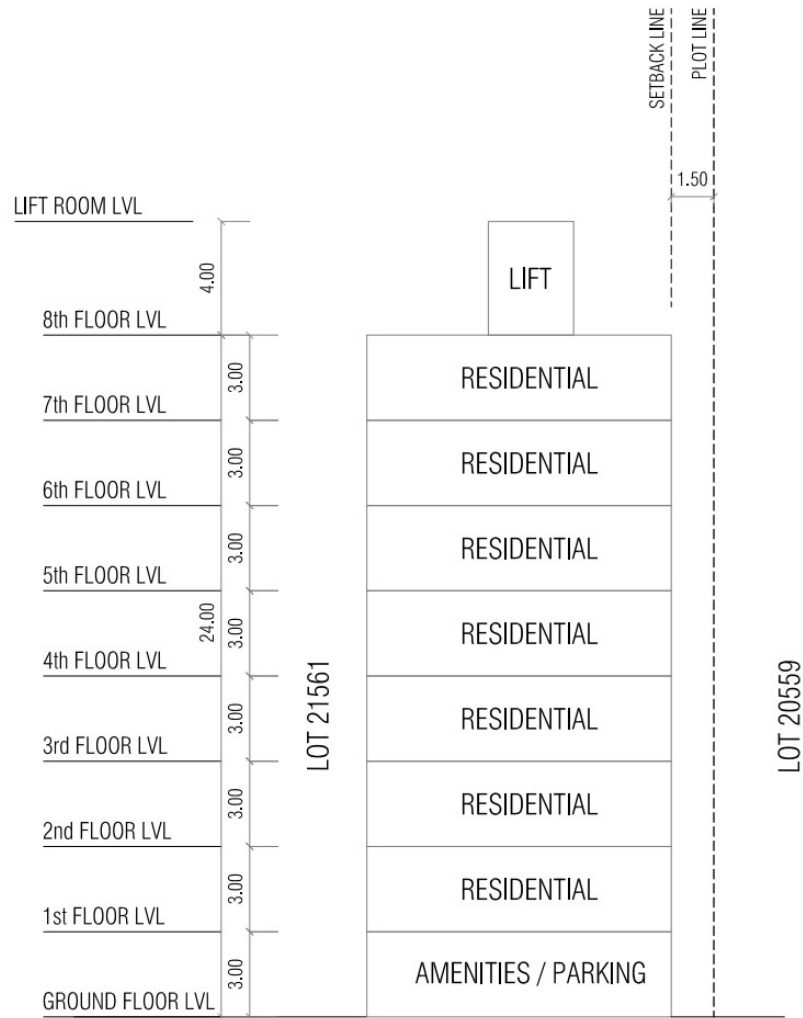 SETBACK LINE
PLOT LINE
1.50
LIFT ROOM LVL
4.00
LIFT
8th FLOOR LVL
3.00
RESIDENTIAL
7th FLOOR LVL
3.00
RESIDENTIAL
6th FLOOR LVL
3.00
RESIDENTIAL
5th FLOOR LVL
24.00
3.00
RESIDENTIAL
4th FLOOR LVL
LOT 21561
LOT 20559
3.00
RESIDENTIAL
3rd FLOOR LVL
3.00
RESIDENTIAL
2nd FLOOR LVL
3.00
RESIDENTIAL
1st FLOOR LVL
3.00
AMENITIES / PARKING
GROUND FLOOR LVL